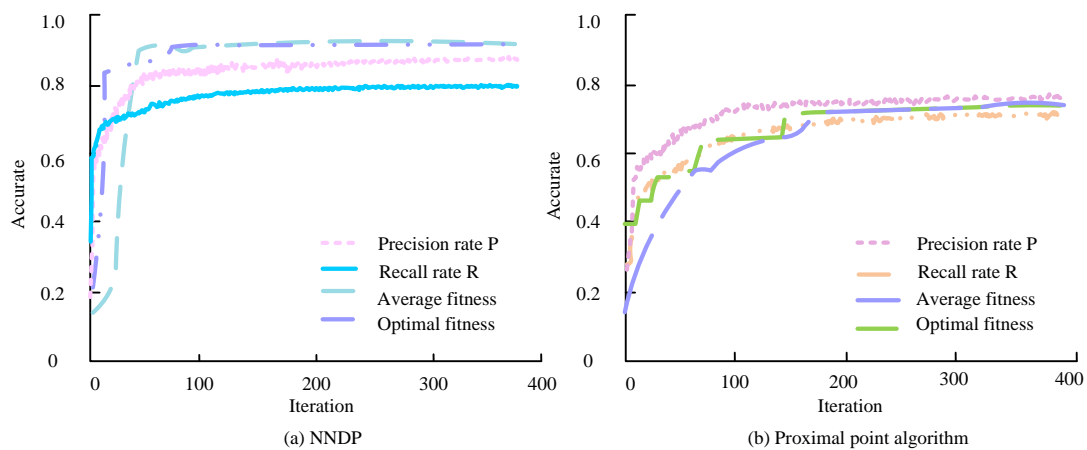 1.0
0.8
0.6
0.4
0.2
0
Accurate
Precision rate P
Recall rate R
Average fitness
Optimal fitness
0
100
200
300
400
Iteration
(a) NNDP
1.0
0.8
0.6
0.4
0.2
0
Accurate
Precision rate P
Recall rate R
Average fitness
Optimal fitness
0
100
200
300
400
Iteration
(b) Proximal point algorithm